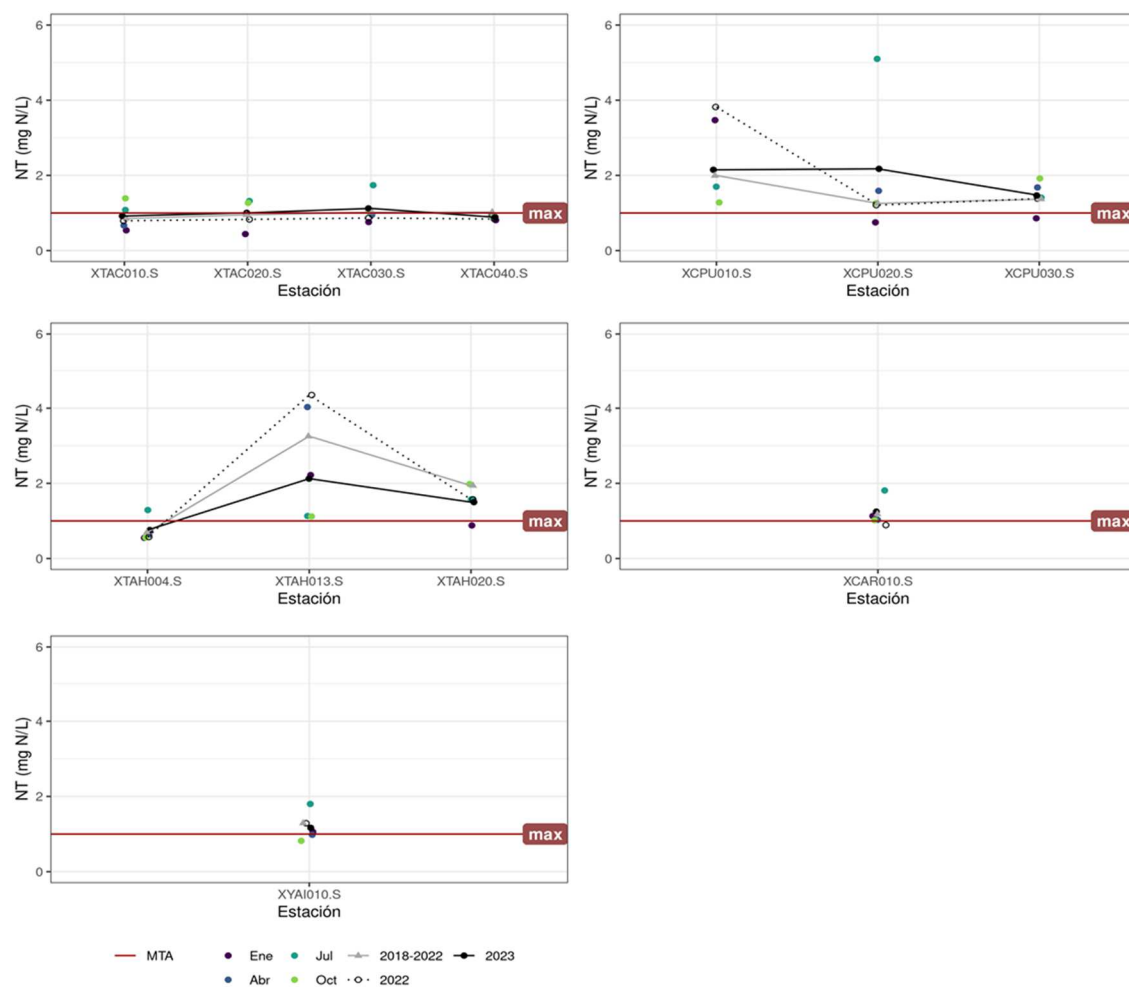 6
4
2
0
NT (mg N/L)
max
XTAC010.S XTAC020.S XTAC030.S XTAC040.S
Estación
6
4
2
0
NT (mg N/L)
max
XCPU010.S XCPU020.S XCPU030.S
Estación
6
4
2
0
NT (mg N/L)
max
XTAH004.S XTAH013.S XTAH020.S
Estación
6
4
2
0
NT (mg N/L)
max
XCAR010.S
Estación
6
4
2
0
NT (mg N/L)
max
XYAI010.S
Estación
MTA Ene Jul 2018-2022 2023
Abr Oct 2022